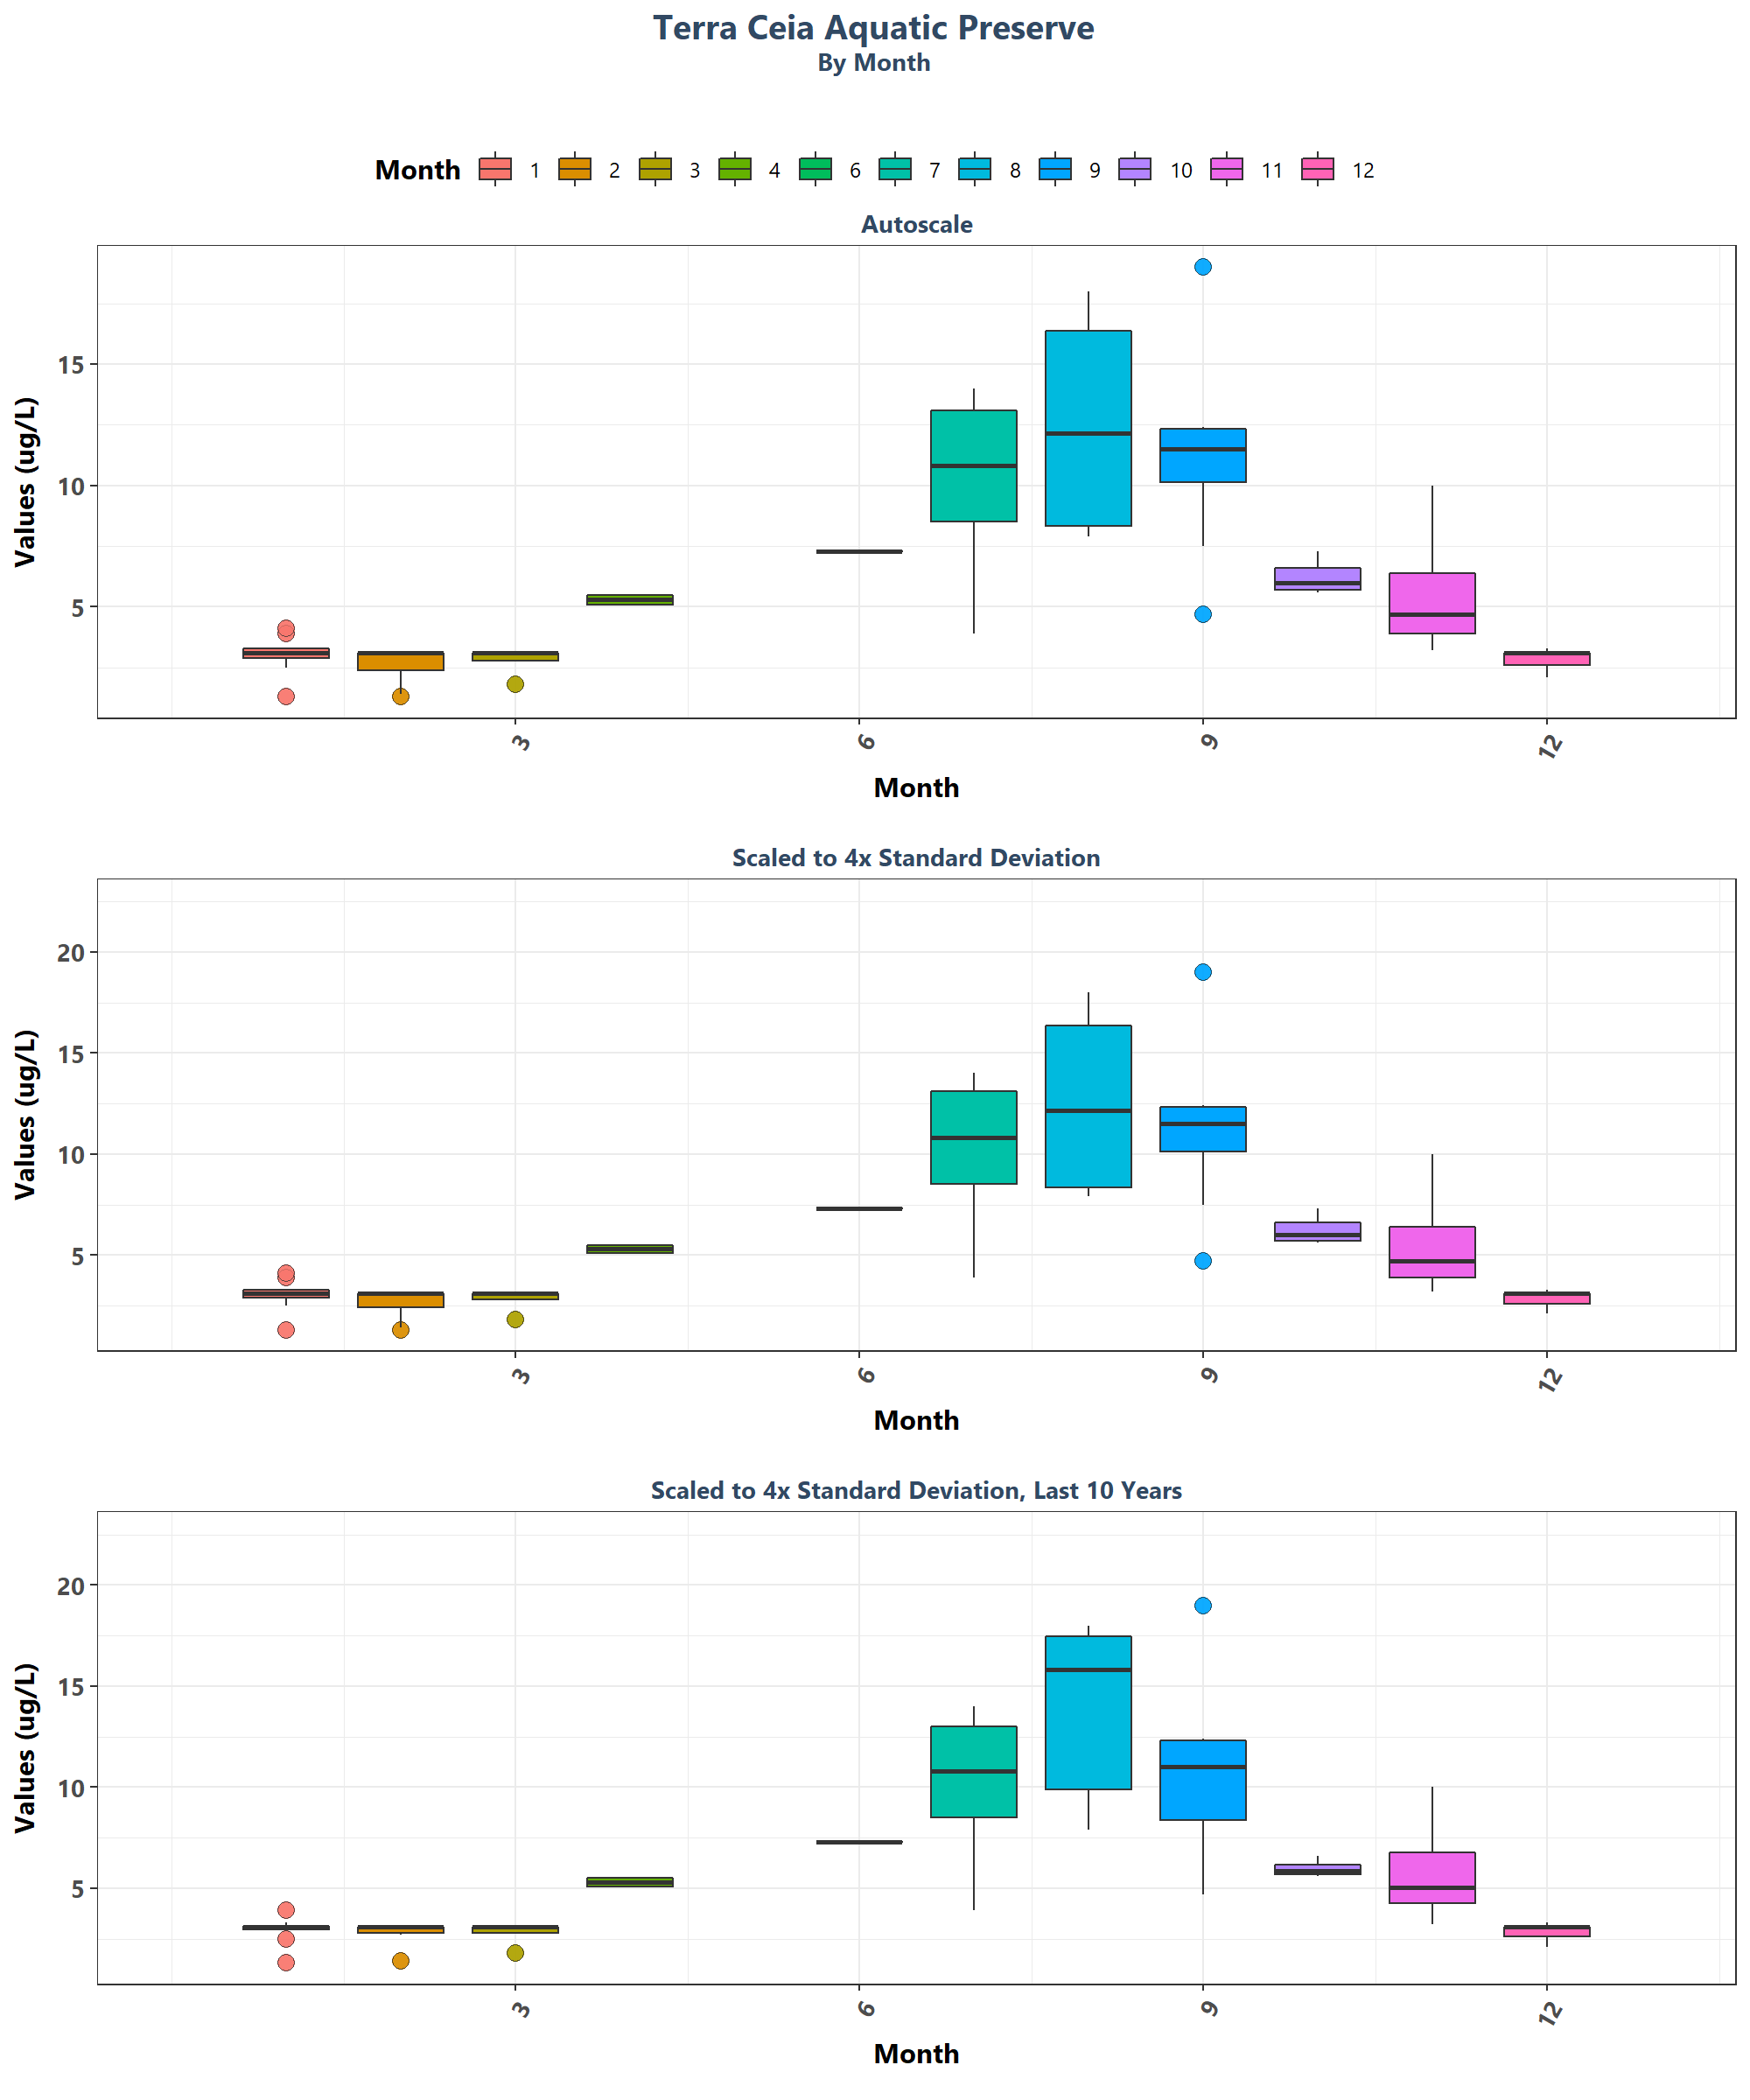 Terra Ceia Aquatic Preserve
By Month
Month 1 2 3 4 6 7 8 9 10 11 12
Autoscale
Values (ug/L)
15
10
5
3 6 9 12
Month
Scaled to 4x Standard Deviation
Values (ug/L)
20
15
10
5
3 6 9 12
Month
Scaled to 4x Standard Deviation, Last 10 Years
Values (ug/L)
20
15
10
5
3 6 9 12
Month